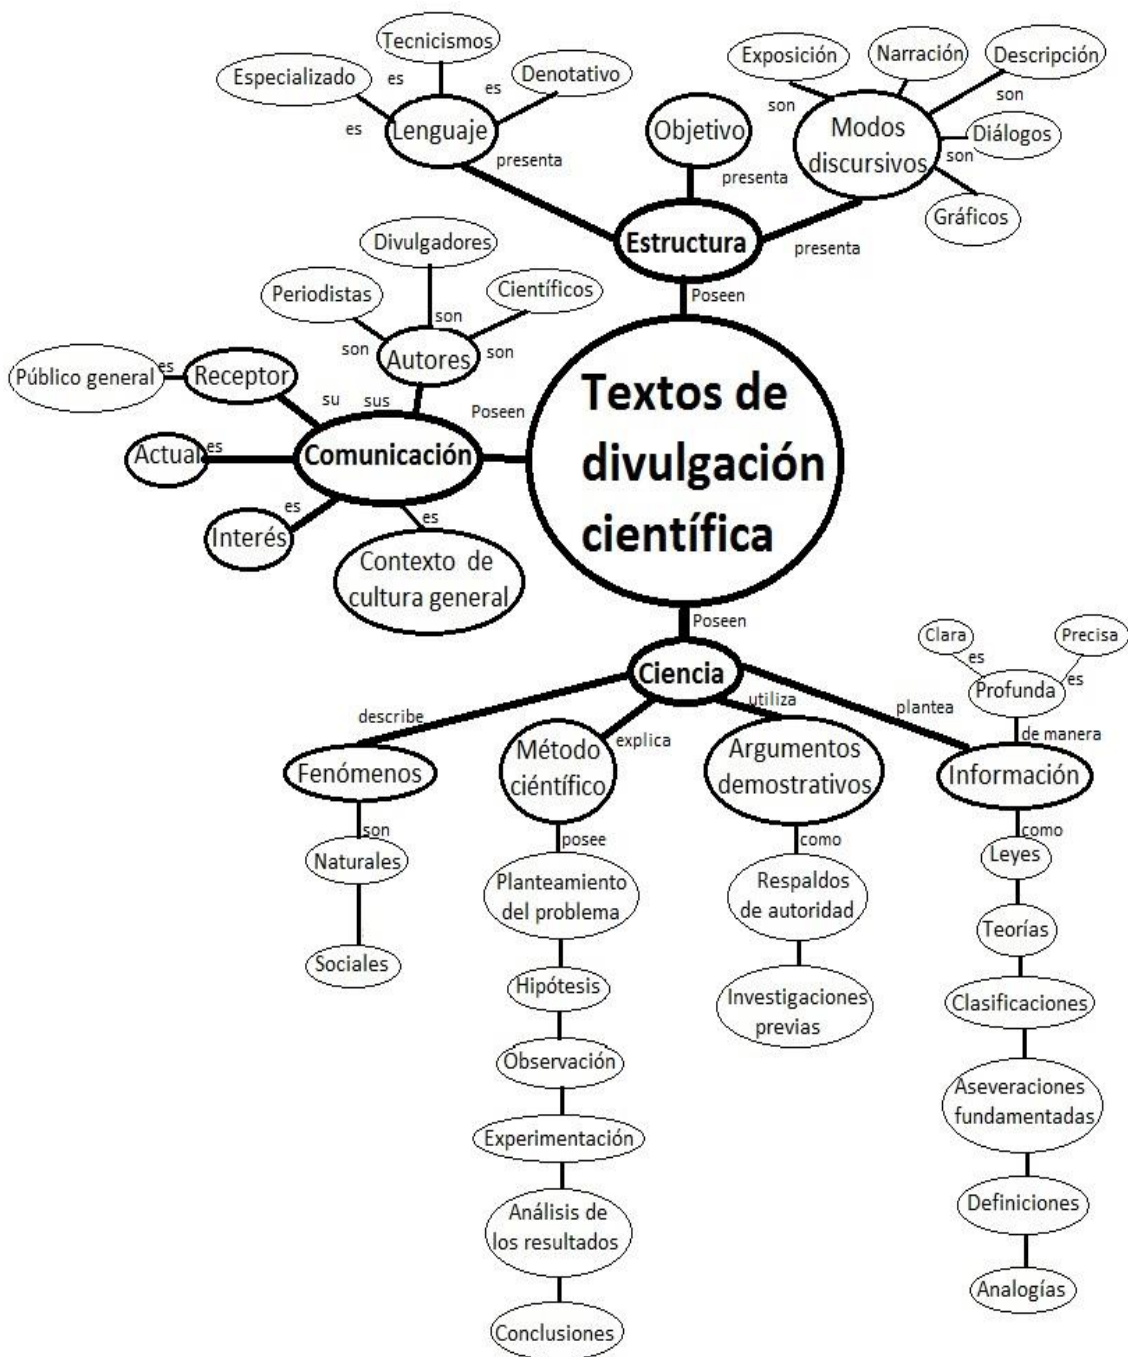 Tecnicismos
Especializado
es
es
Denotativo
es
Lenguaje
presenta
Objetivo
presenta
Exposición
Narración
Descripción
son
son
Modos
discursivos
Diálogos
son
Gráficos
presenta
Estructura
Poseen
Divulgadores
Periodistas
Científicos
son
son
son
Autores
Público general
es
Receptor
su
sus
Poseen
Actual
es
Comunicación
Interés
es
es
Contexto de
cultura general
Textos de
divulgación
científica
Poseen
Ciencia
describe
explica
utiliza
plantea
Clara
es
Precisa
es
Profunda
de manera
Fenómenos
son
Naturales
Sociales
Método
ciéntífico
posee
Planteamiento
del problema
Hipótesis
Observación
Experimentación
Análisis de
los resultados
Conclusiones
Argumentos
demostrativos
como
Respaldos
de autoridad
Investigaciones
previas
Información
como
Leyes
Teorías
Clasificaciones
Aseveraciones
fundamentadas
Definiciones
Analogías